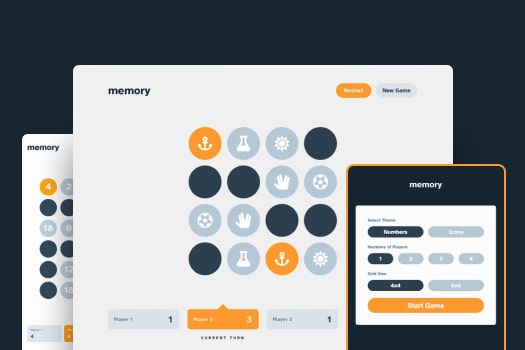 memory
Restart
New Game
Player 1 1
Player 2 3
Player 3 1
CURRENT TURN
memory
4 2
18
12
18
Player 1
4
memory
Select Theme
Numbers Icons
Numbers of Players
1 2 3 4
Grid Size
4x4 6x6
Start Game